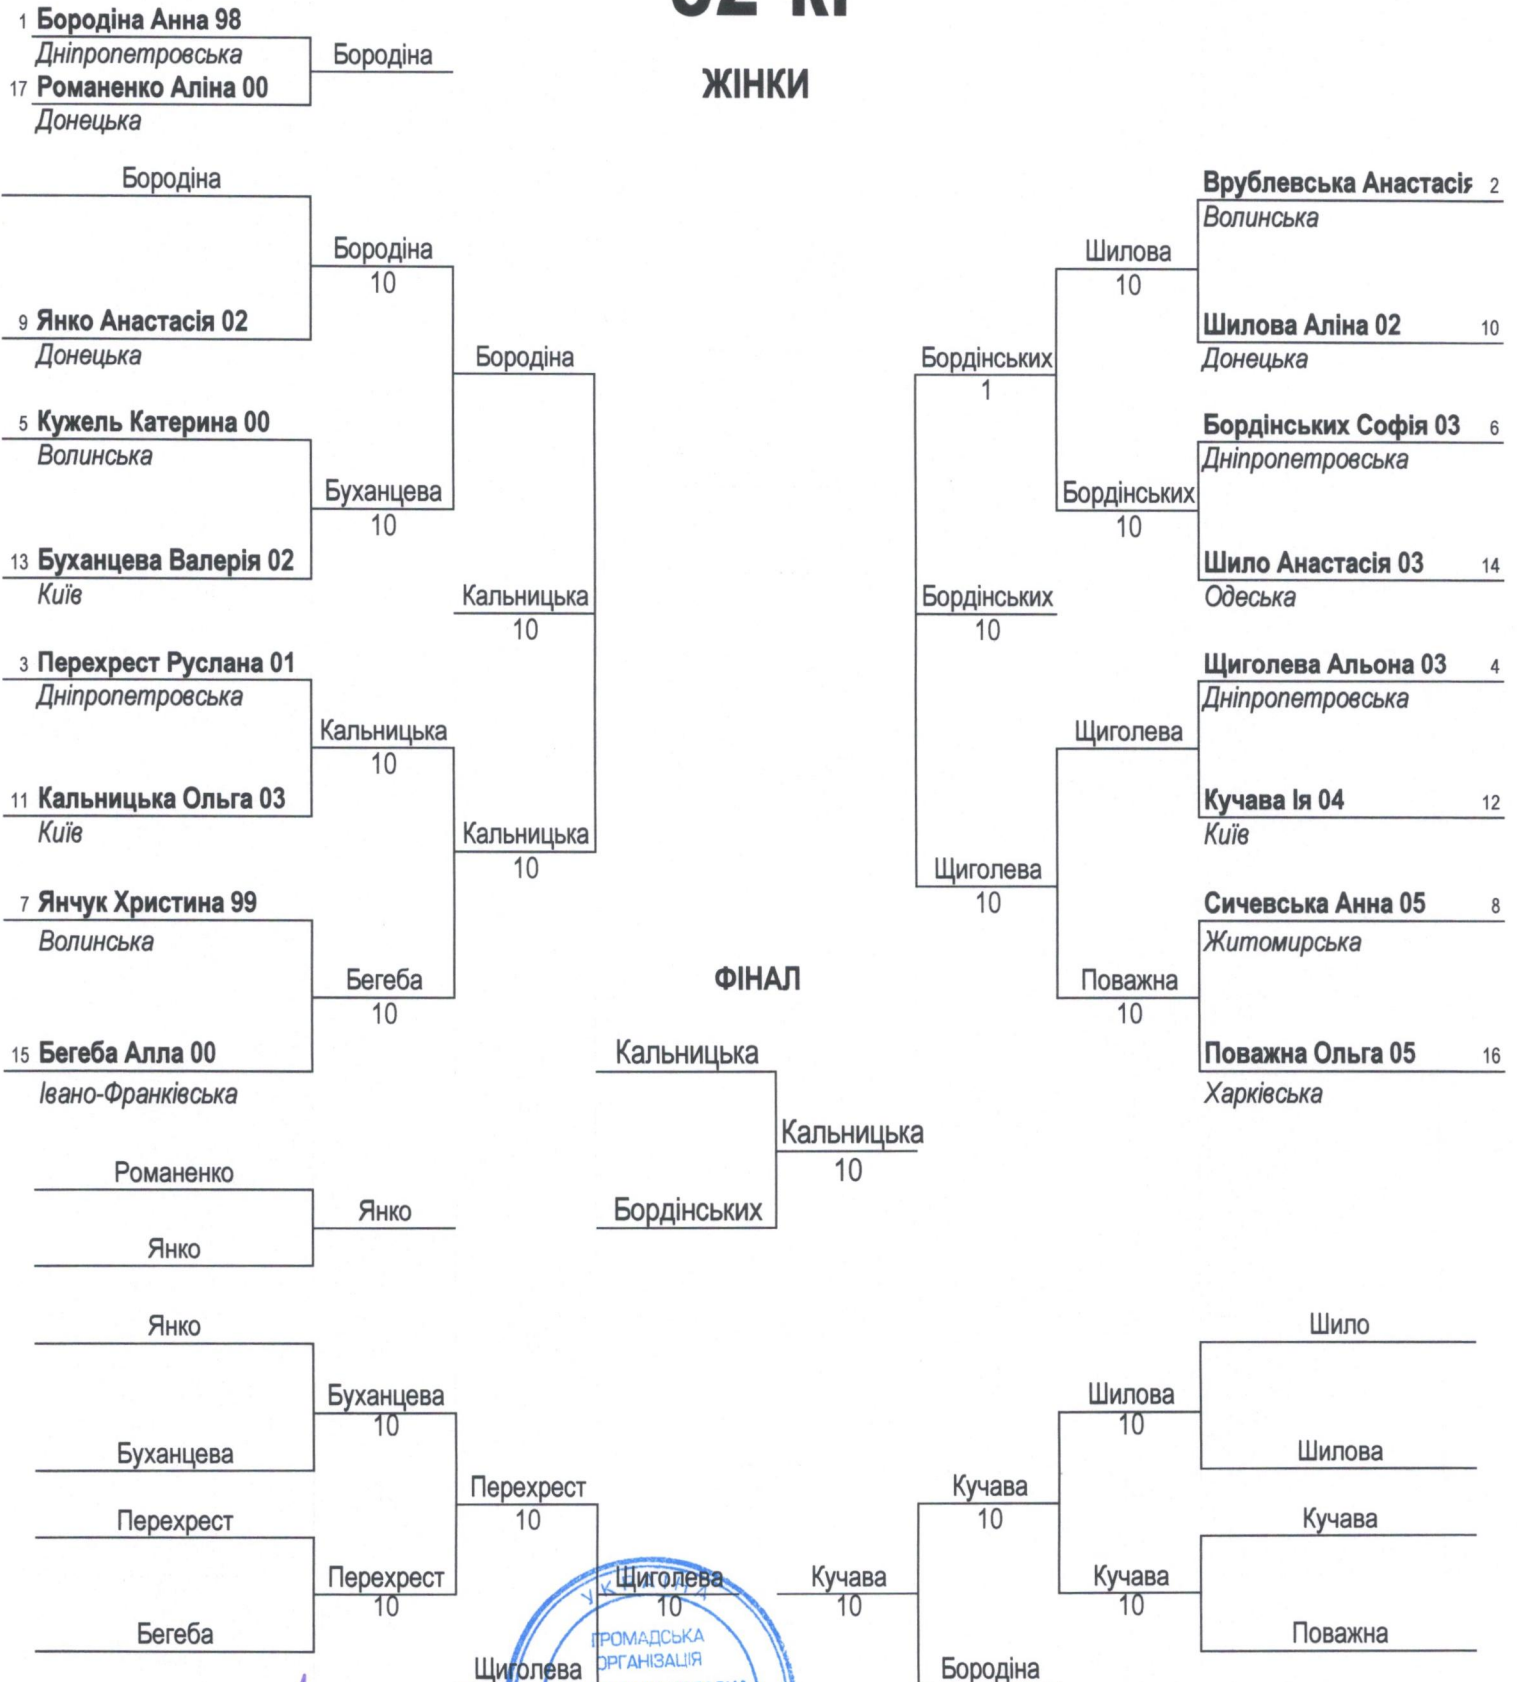 ЖІНКИ
1 Бородіна Анна 98
Дніпропетровська
17 Романенко Аліна 00
Донецька
Бородіна
Бородіна
9 Янко Анастасія 02
Донецька
5 Кужель Катерина 00
Волинська
13 Буханцева Валерія 02
Київ
3 Перехрест Руслана 01
Дніпропетровська
11 Кальницька Ольга 03
Київ
7 Янчук Христина 99
Волинська
15 Бегеба Алла 00
Івано-Франківська
Бородіна
10
Буханцева
10
Кальницька
10
Бегеба
10
Бородіна
Кальницька
10
Кальницька
10
Врублевська Анастасія 2
Волинська
Шилова Аліна 02 10
Донецька
Бордінських Софія 03 6
Дніпропетровська
Шило Анастасія 03 14
Одеська
Щиголева Альона 03 4
Дніпропетровська
Кучава Ія 04 12
Київ
Сичевська Анна 05 8
Житомирська
Поважна Ольга 05 16
Харківська
Шилова
10
Бордінських
10
Щиголева
Поважна
10
Бордінських
1
Бордінських
10
Щиголева
10
ФІНАЛ
Кальницька
Бордінських
Кальницька
10
Романенко
Янко
Янко
Янко
Буханцева
Перехрест
Бегеба
Буханцева
10
Перехрест
10
Перехрест
10
Щиголева
Щиголева
10
Шило
Шилова
Кучава
Поважна
Шилова
10
Кучава
10
Кучава
10
Бородіна
Кучава
10
УКРАЇНА
ГРОМАДСЬКА
ОРГАНІЗАЦІЯ